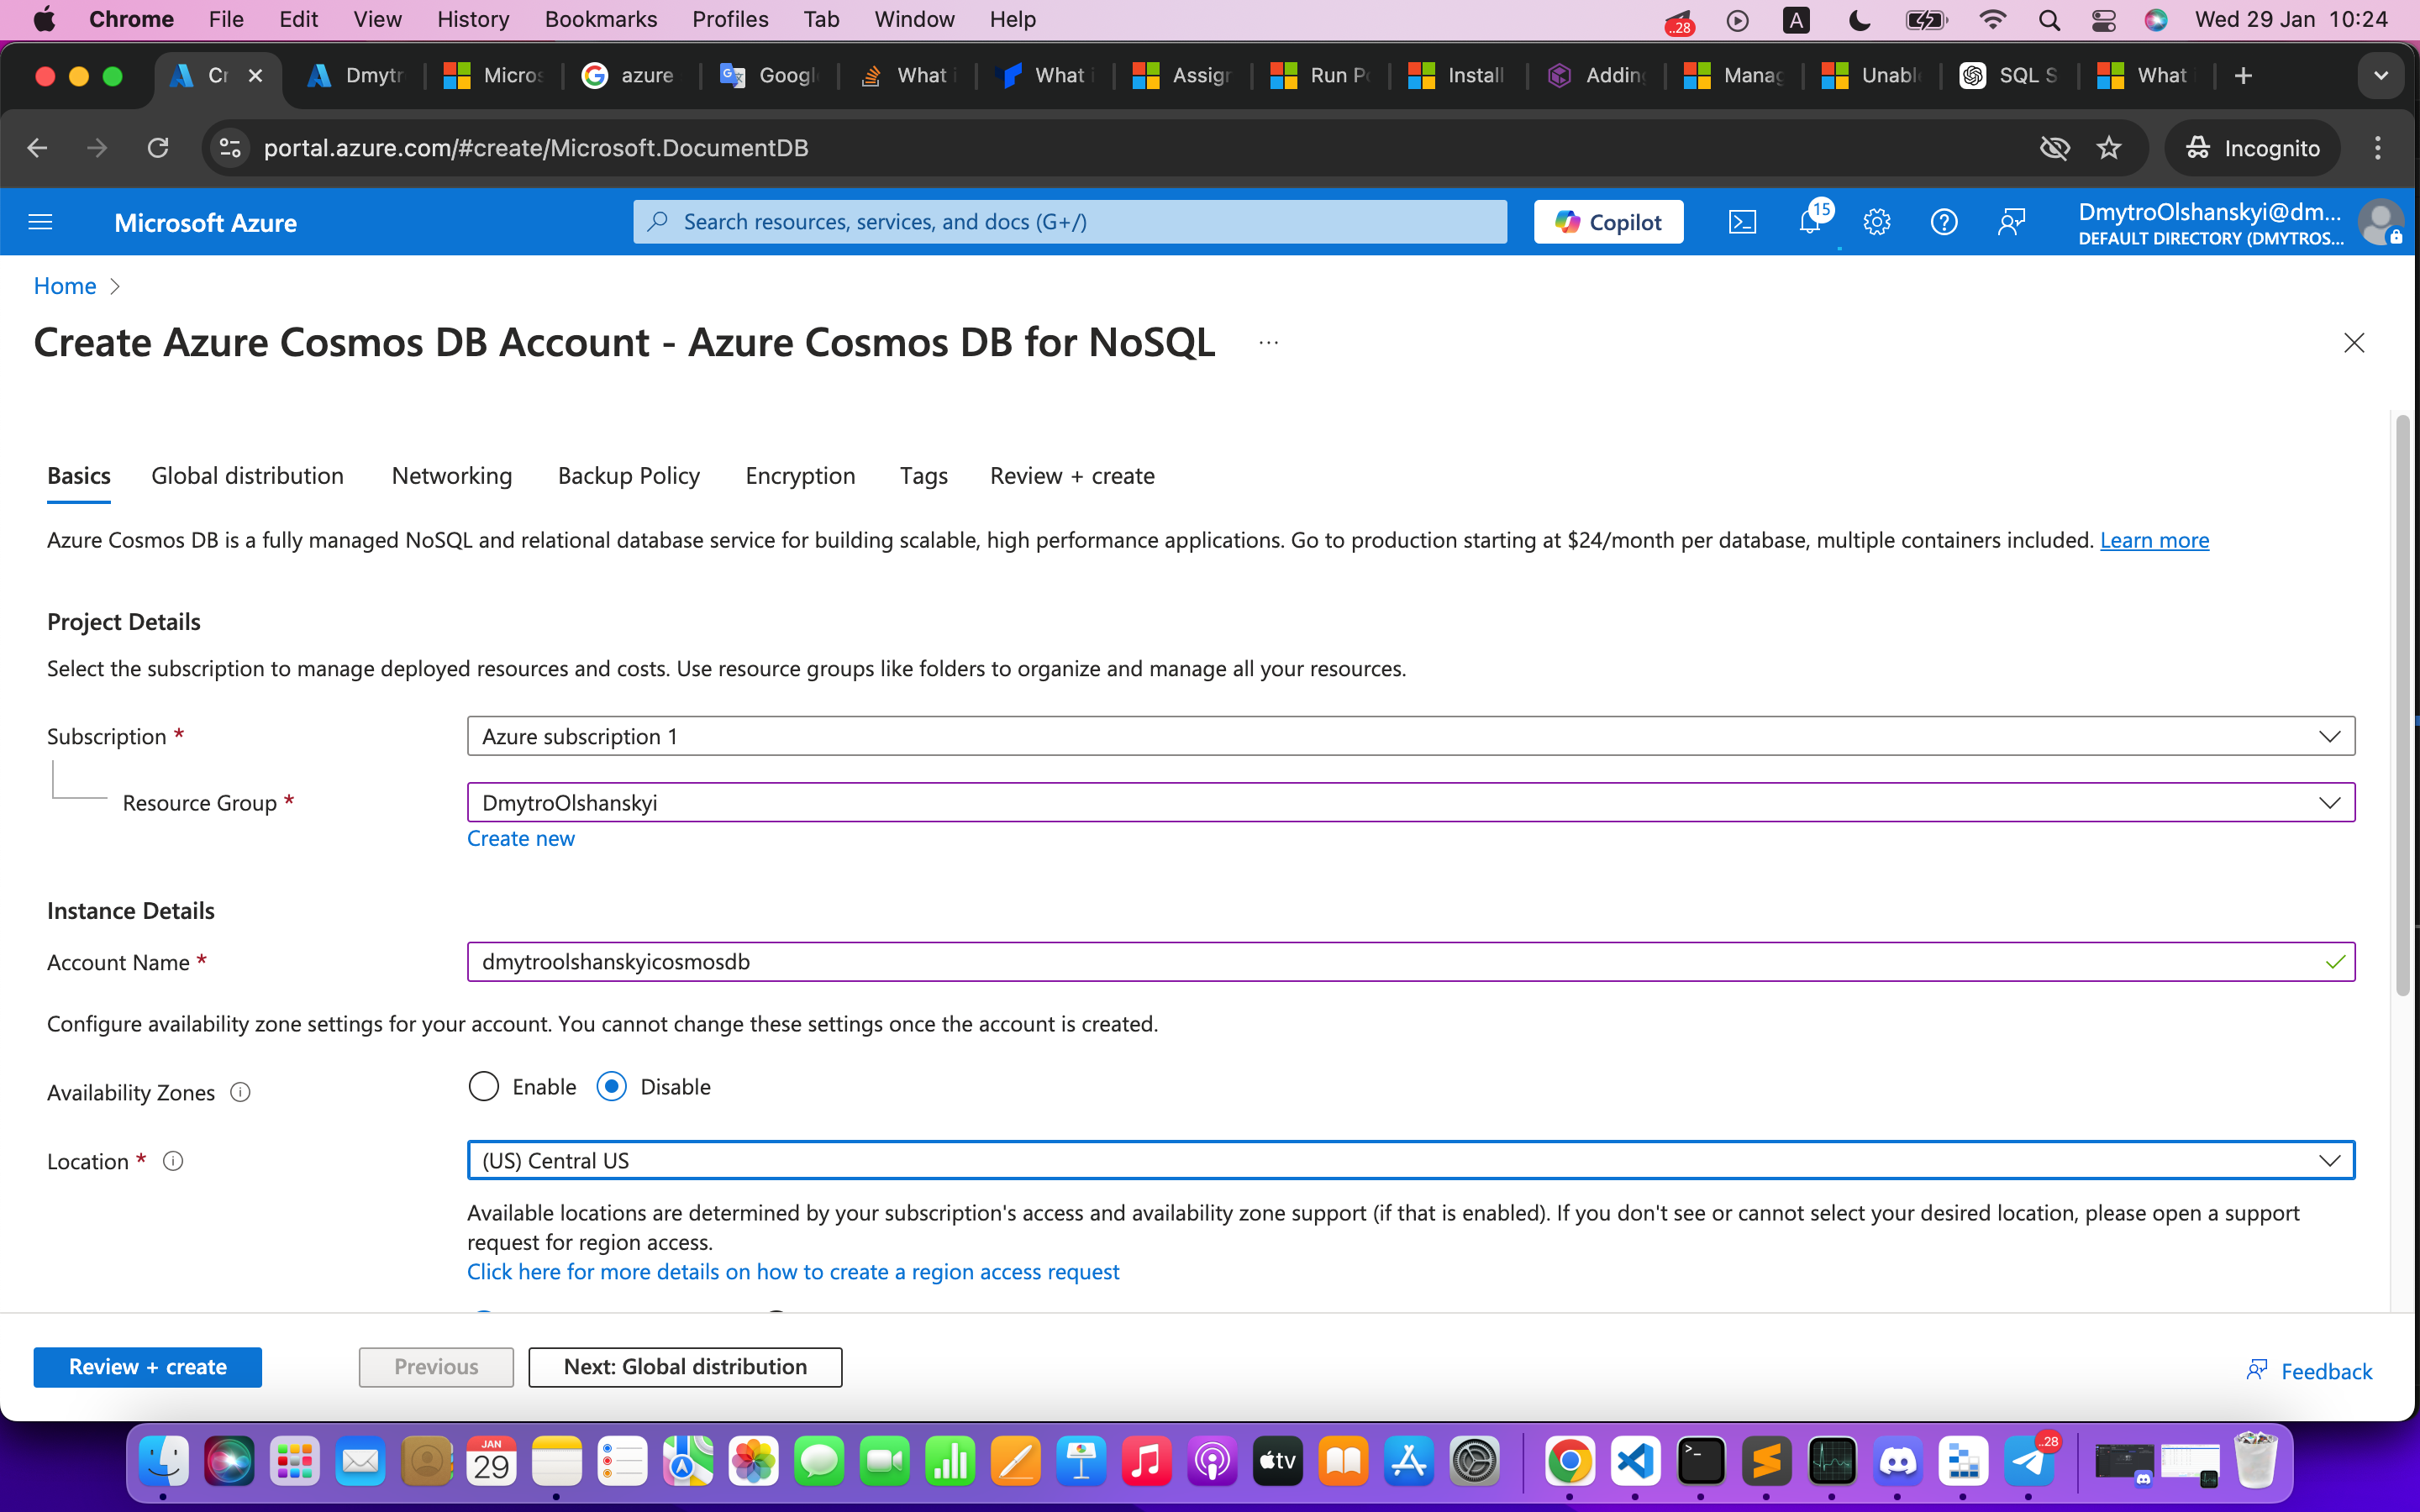 Chrome File Edit View History Bookmarks Profiles Tab Window Help ..28 A Wed 29 Jan 10:24
Cr Dmytr Micros azure Googl What i What i Assign Run Po Install Adding Manag Unable SQL S What
portal.azure.com/#create/Microsoft.DocumentDB Incognito
Microsoft Azure Search resources, services, and docs (G+/) Copilot 15 DmytroOlshanskyi@dm...
DEFAULT DIRECTORY (DMYTROS...
Home
Create Azure Cosmos DB Account - Azure Cosmos DB for NoSQL ...
Basics Global distribution Networking Backup Policy Encryption Tags Review + create
Azure Cosmos DB is a fully managed NoSQL and relational database service for building scalable, high performance applications. Go to production starting at $24/month per database, multiple containers included. Learn more
Project Details
Select the subscription to manage deployed resources and costs. Use resource groups like folders to organize and manage all your resources.
Subscription * Azure subscription 1
Resource Group * DmytroOlshanskyi
Create new
Instance Details
Account Name * dmytroolshanskyicosmosdb
Configure availability zone settings for your account. You cannot change these settings once the account is created.
Availability Zones Enable Disable
Location * (US) Central US
Available locations are determined by your subscription's access and availability zone support (if that is enabled). If you don't see or cannot select your desired location, please open a support
request for region access.
Click here for more details on how to create a region access request
Review + create Previous Next: Global distribution Feedback
JAN
29
tv
..28